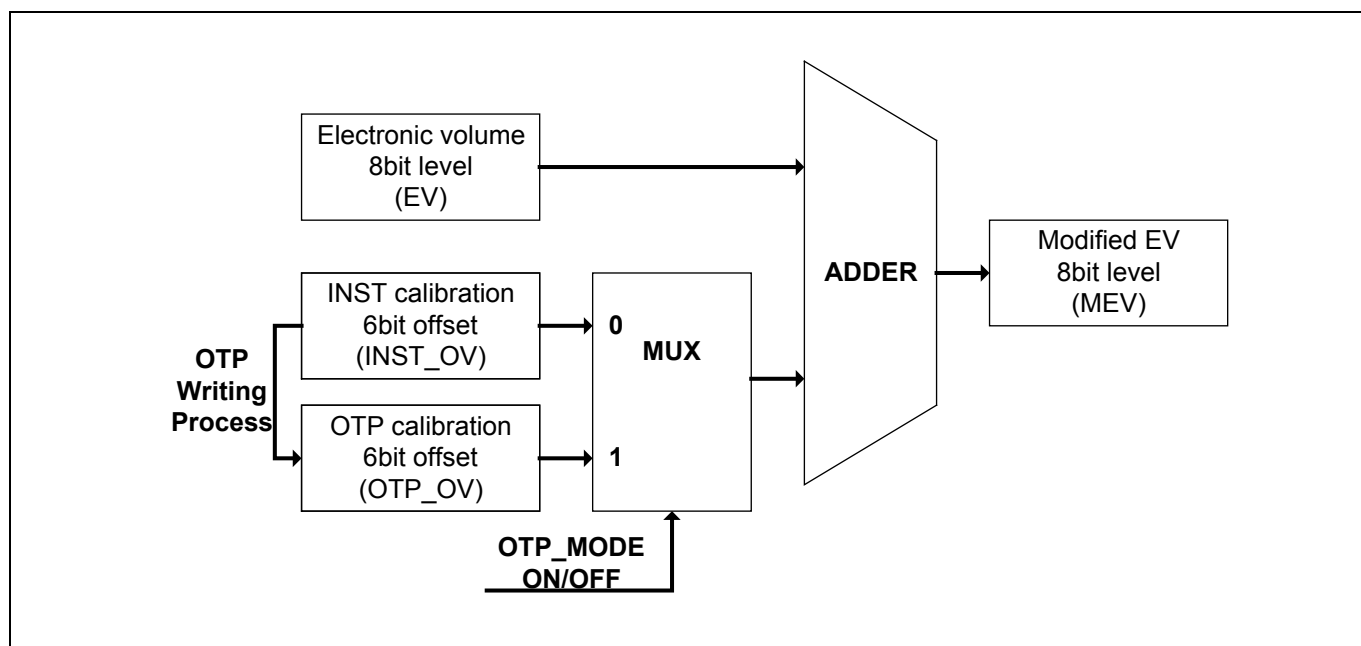 Electronic volume
8bit level
(EV)
INST calibration
6bit offset
(INST_OV)
OTP
Writing
Process
OTP calibration
6bit offset
(OTP_OV)
0
MUX
1
OTP_MODE
ON/OFF
ADDER
Modified EV
8bit level
(MEV)